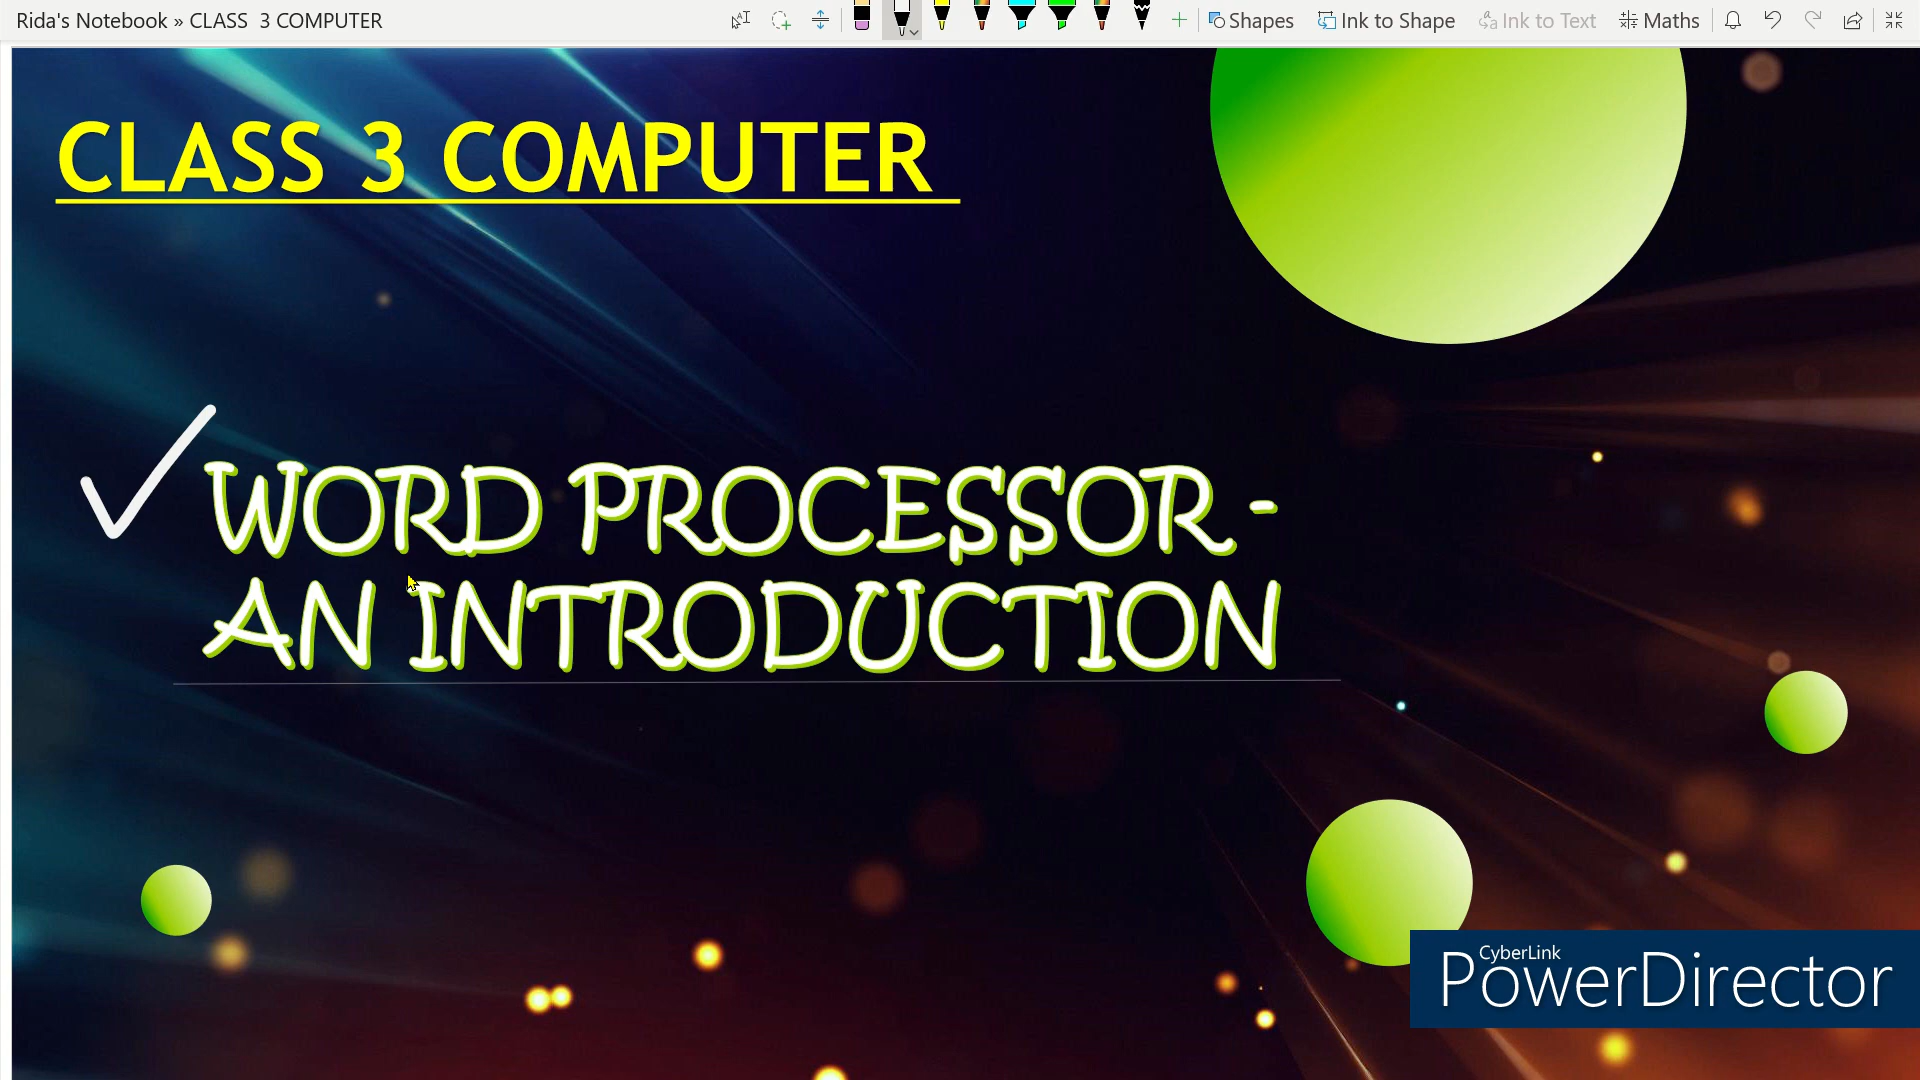 Rida's Notebook » CLASS 3 COMPUTER
Shapes Ink to Shape Ink to Text Maths
CLASS 3 COMPUTER
WORD PROCESSOR -
AN INTRODUCTION
CyberLink
PowerDirector